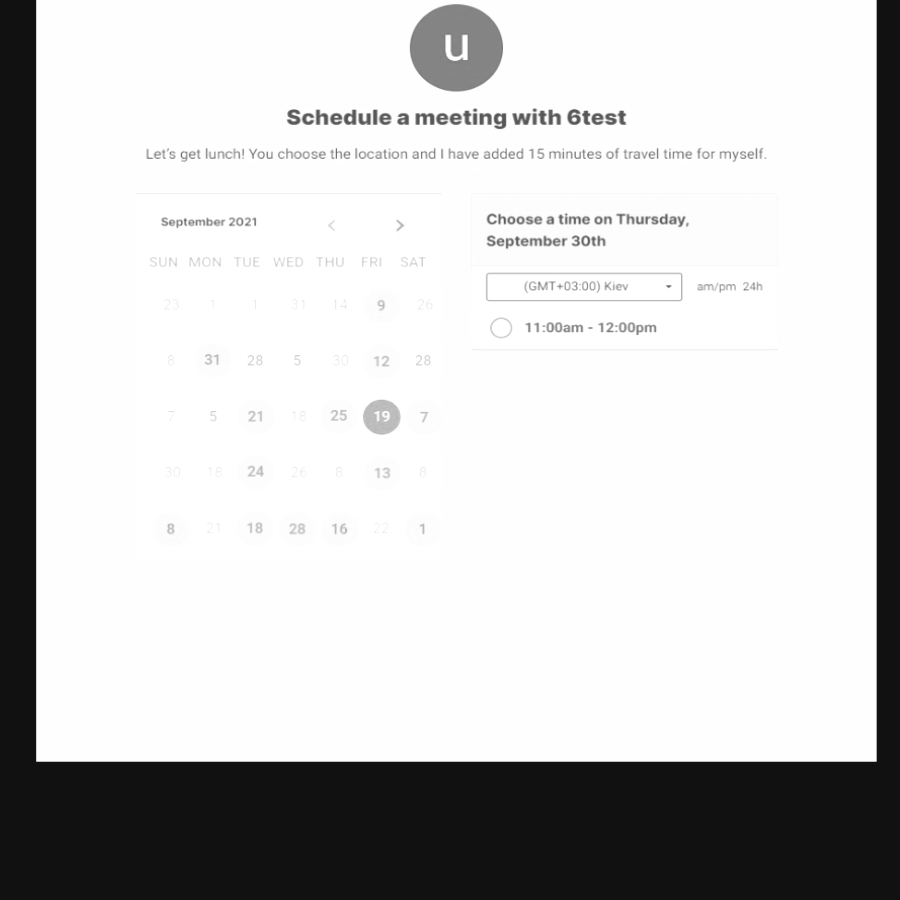 u
Schedule a meeting with 6test
Let's get lunch! You choose the location and I have added 15 minutes of travel time for myself.
September 2021
SUN MON TUE WED THU FRI SAT
23 1 1 31 14 9 26
8 31 28 5 30 12 28
7 5 21 18 25 19 7
30 18 24 26 8 13 8
8 21 18 28 16 22 1
Choose a time on Thursday,
September 30th
(GMT+03:00) Kiev am/pm 24h
11:00am - 12:00pm